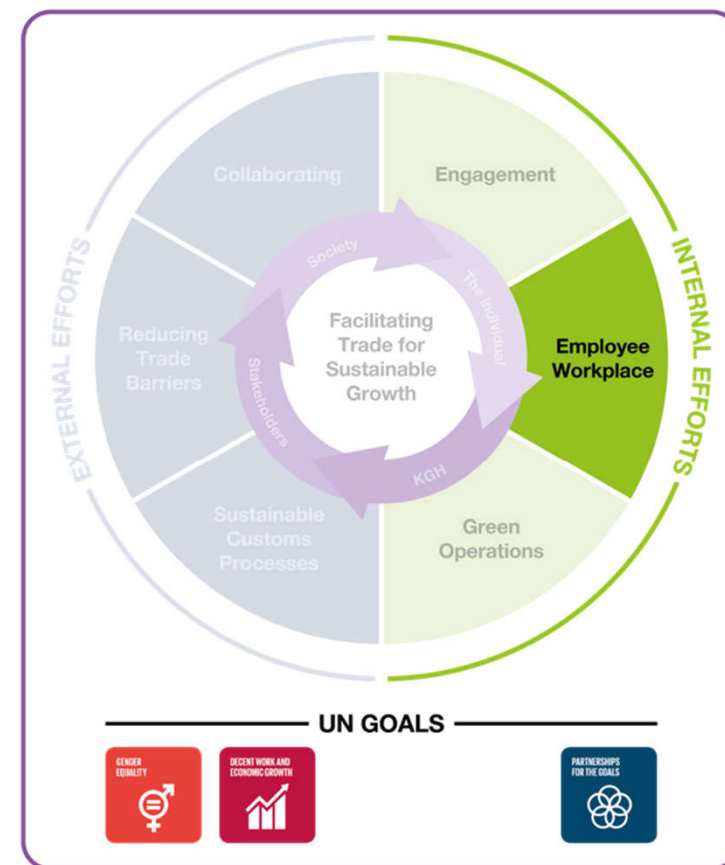 EXTERNAL EFFORTS
INTERNAL EFFORTS
Collaborating
Engagement
Reducing
Trade
Barriers
Employee
Workplace
Sustainable
Customs
Processes
Green
Operations
Society
The individual
Stakeholders
KGH
Facilitating
Trade for
Sustainable
Growth
UN GOALS
GENDER
EQUALITY
DECENT WORK AND
ECONOMIC GROWTH
PARTNERSHIPS
FOR THE GOALS